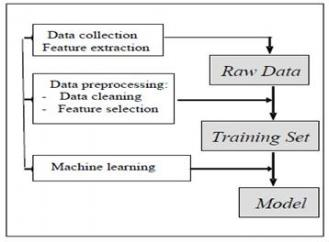 Data collection
Feature extraction
Raw Data
Data preprocessing:
- Data cleaning
- Feature selection
Training Set
Machine learning
Model